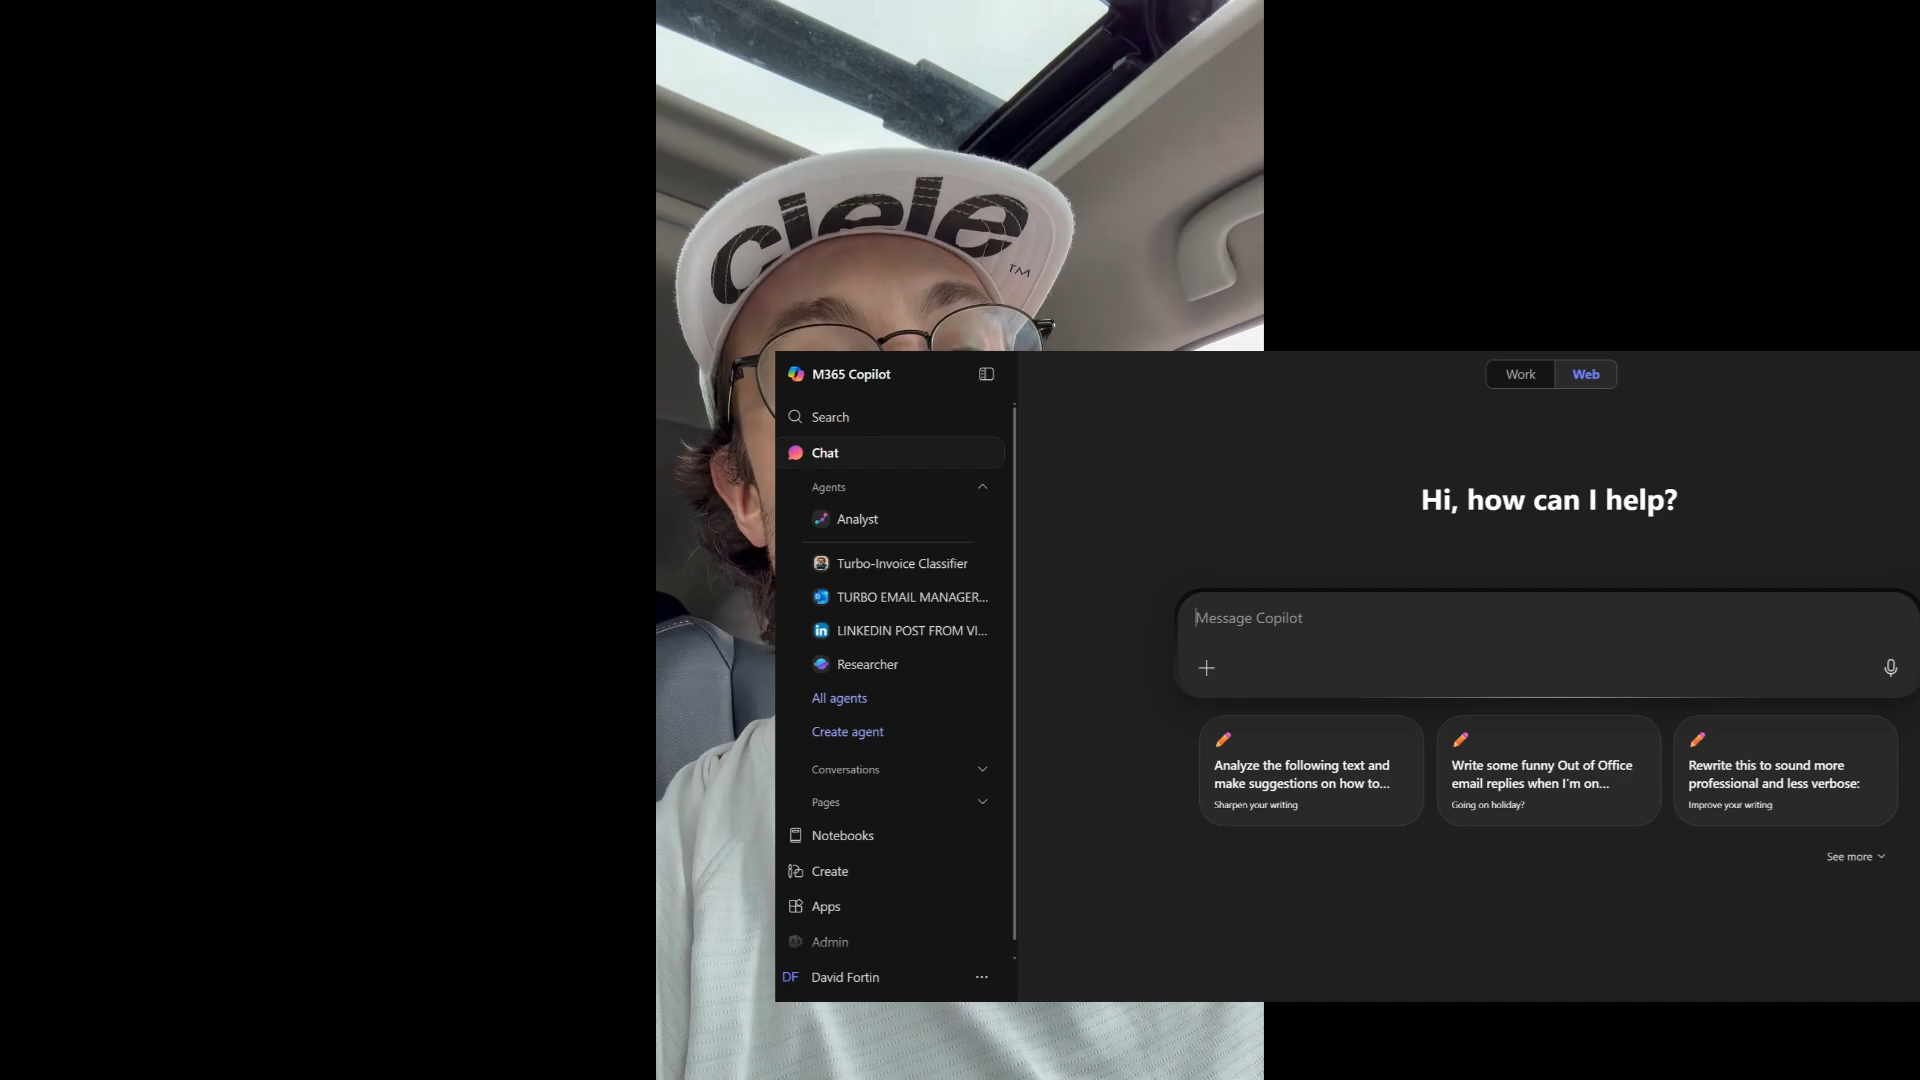 ciele
TM
M365 Copilot
Work
Web
Search
Chat
Agents
Analyst
Turbo-Invoice Classifier
TURBO EMAIL MANAGER...
LINKEDIN POST FROM VI...
Researcher
All agents
Create agent
Conversations
Pages
Notebooks
Create
Apps
Admin
DF
David Fortin
Hi, how can I help?
Message Copilot
Analyze the following text and
make suggestions on how to...
Sharpen your writing
Write some funny Out of Office
email replies when I'm on...
Going on holiday?
Rewrite this to sound more
professional and less verbose:
Improve your writing
See more